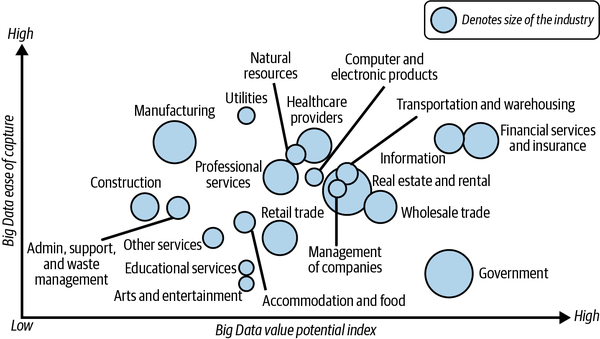 Denotes size of the industry
High
Natural
resources
Computer and
electronic products
Utilities
Healthcare
providers
Transportation and warehousing
Manufacturing
Financial services
and insurance
Information
Professional
services
Real estate and rental
Construction
Retail trade
Wholesale trade
Admin, support,
and waste
management
Other services
Management
of companies
Educational services
Government
Arts and entertainment
Accommodation and food
Big Data ease of capture
Low
Big Data value potential index
High